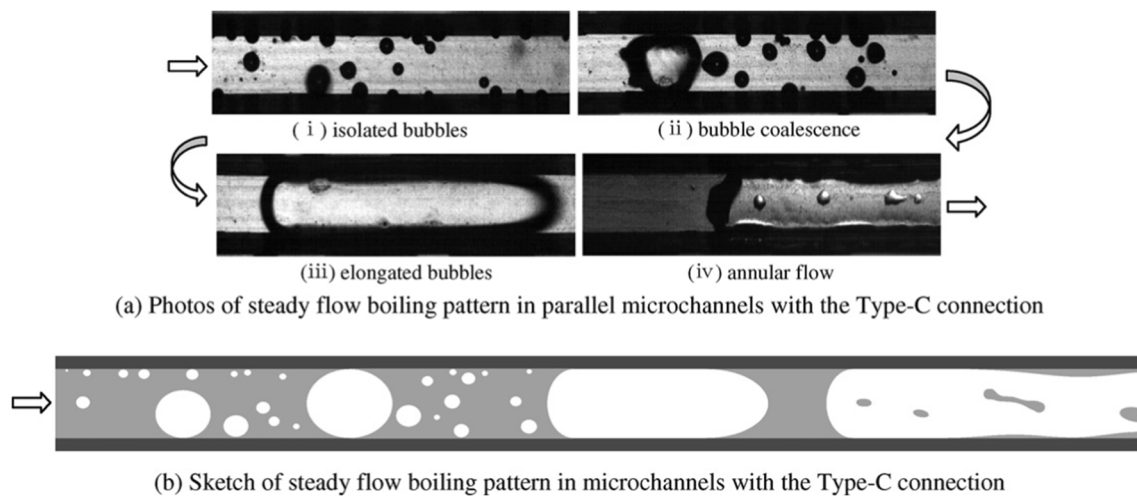 (i) isolated bubbles
(ii) bubble coalescence
(iii) elongated bubbles
(iv) annular flow
(a) Photos of steady flow boiling pattern in parallel microchannels with the Type-C connection
(b) Sketch of steady flow boiling pattern in microchannels with the Type-C connection